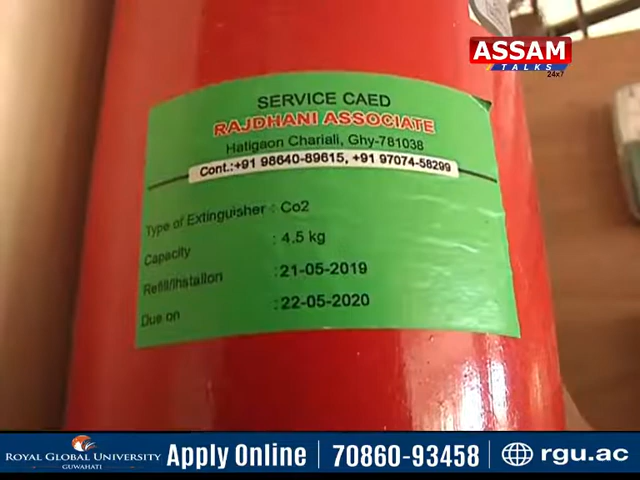 ASSAM
TALKS
24x7
SERVICE CAED
RAJDHANI ASSOCIATE
Hatigaon Chariali, Ghy-781038
Cont.:+91 98640-89615, +91 97074-58299
Type of Extinguisher : Co2
Capacity : 4.5 kg
Refill/Installon : 21-05-2019
Due on : 22-05-2020
ROYAL GLOBAL UNIVERSITY
GUWAHATI
Apply Online
70860-93458
rgu.ac